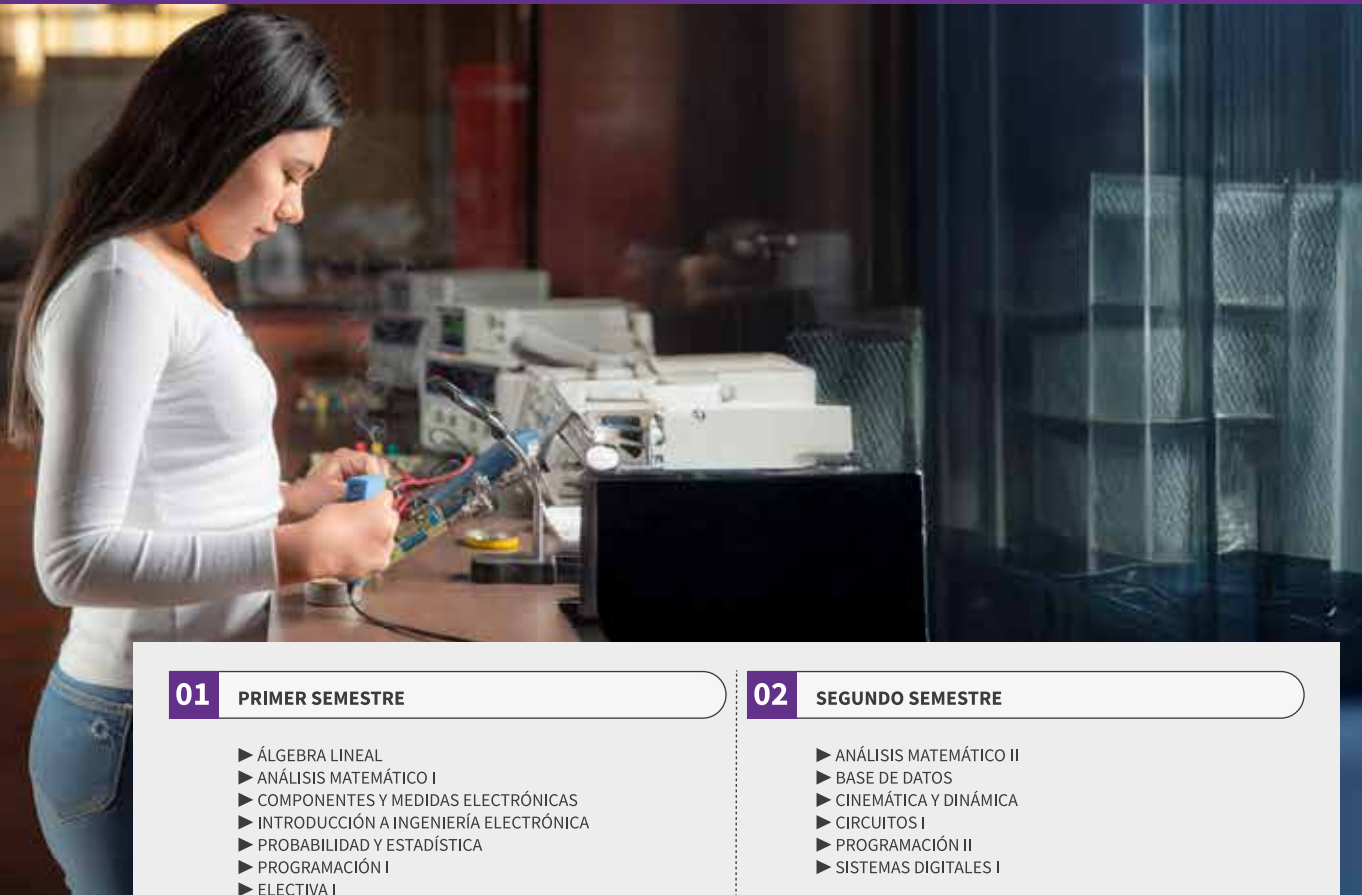 01 PRIMER SEMESTRE
▶ ÁLGEBRA LINEAL
▶ ANÁLISIS MATEMÁTICO I
▶ COMPONENTES Y MEDIDAS ELECTRÓNICAS
▶ INTRODUCCIÓN A INGENIERÍA ELECTRÓNICA
▶ PROBABILIDAD Y ESTADÍSTICA
▶ PROGRAMACIÓN I
▶ ELECTIVA I
02 SEGUNDO SEMESTRE
▶ ANÁLISIS MATEMÁTICO II
▶ BASE DE DATOS
▶ CINEMÁTICA Y DINÁMICA
▶ CIRCUITOS I
▶ PROGRAMACIÓN II
▶ SISTEMAS DIGITALES I